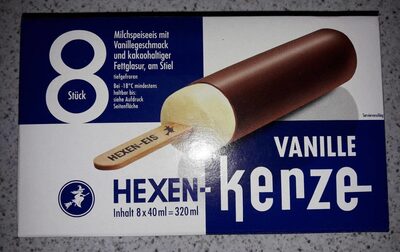 8
Stück
Milchspeiseeis mit
Vanillegeschmack
und kakaohaltiger
Fettglasur, am Stiel
tiefgefroren
Bei -18°C mindestens
haltbar bis:
siehe Aufdruck
Seitenfläche
HEXEN-EIS
Serviervorschlag
VANILLE
HEXEN-kerze
Inhalt 8 x 40 ml = 320 ml